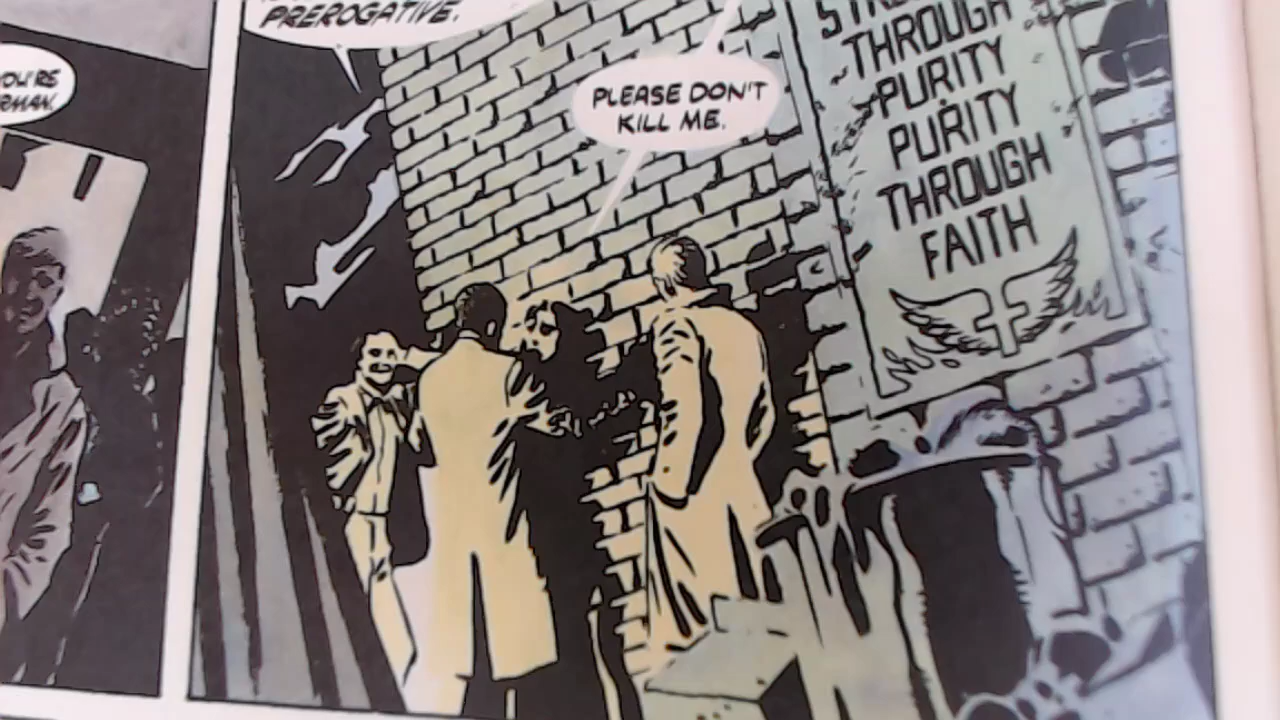 YOU'RE
PREROGATIVE.
PLEASE DON'T
KILL ME.
THROUGH
PURITY
PURITY
THROUGH
FAITH